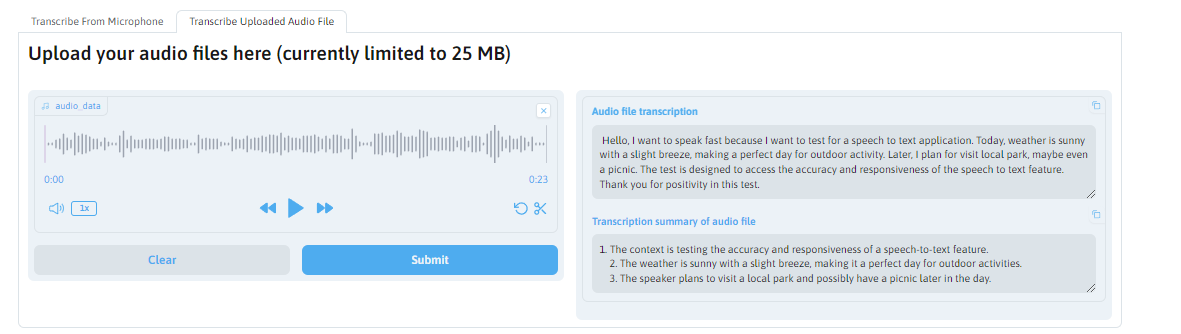 Transcribe From Microphone
Transcribe Uploaded Audio File
Upload your audio files here (currently limited to 25 MB)
audio_data
0:00
0:23
1x
Clear
Submit
Audio file transcription
Hello, I want to speak fast because I want to test for a speech to text application. Today, weather is sunny
with a slight breeze, making a perfect day for outdoor activity. Later, I plan for visit local park, maybe even
a picnic. The test is designed to access the accuracy and responsiveness of the speech to text feature.
Thank you for positivity in this test.
Transcription summary of audio file
1. The context is testing the accuracy and responsiveness of a speech-to-text feature.
2. The weather is sunny with a slight breeze, making it a perfect day for outdoor activities.
3. The speaker plans to visit a local park and possibly have a picnic later in the day.